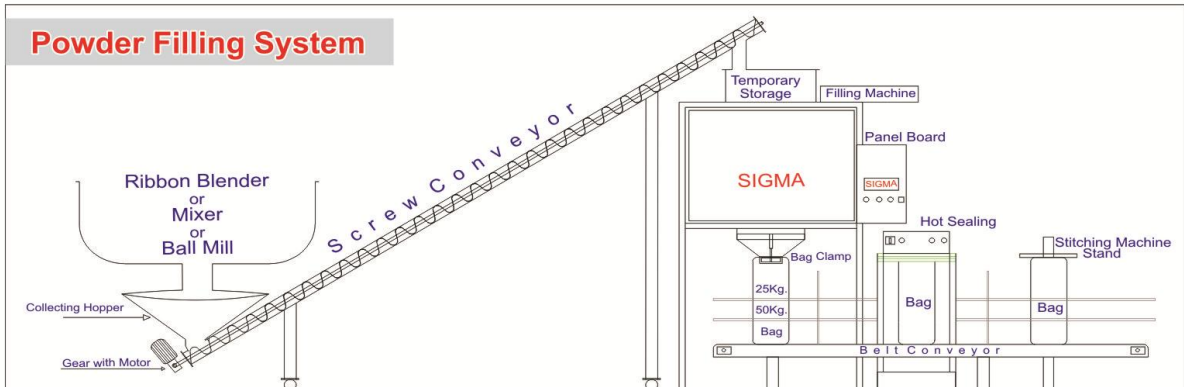 Powder Filling System
Ribbon Blender
or
Mixer
or
Ball Mill
Collecting Hopper
Gear with Motor
Screw Conveyor
Temporary
Storage
Filling Machine
Panel Board
SIGMA
SIGMA
Hot Sealing
Stitching Machine
Stand
Bag Clamp
25Kg.
50Kg.
Bag
Bag
Bag
Belt Conveyor